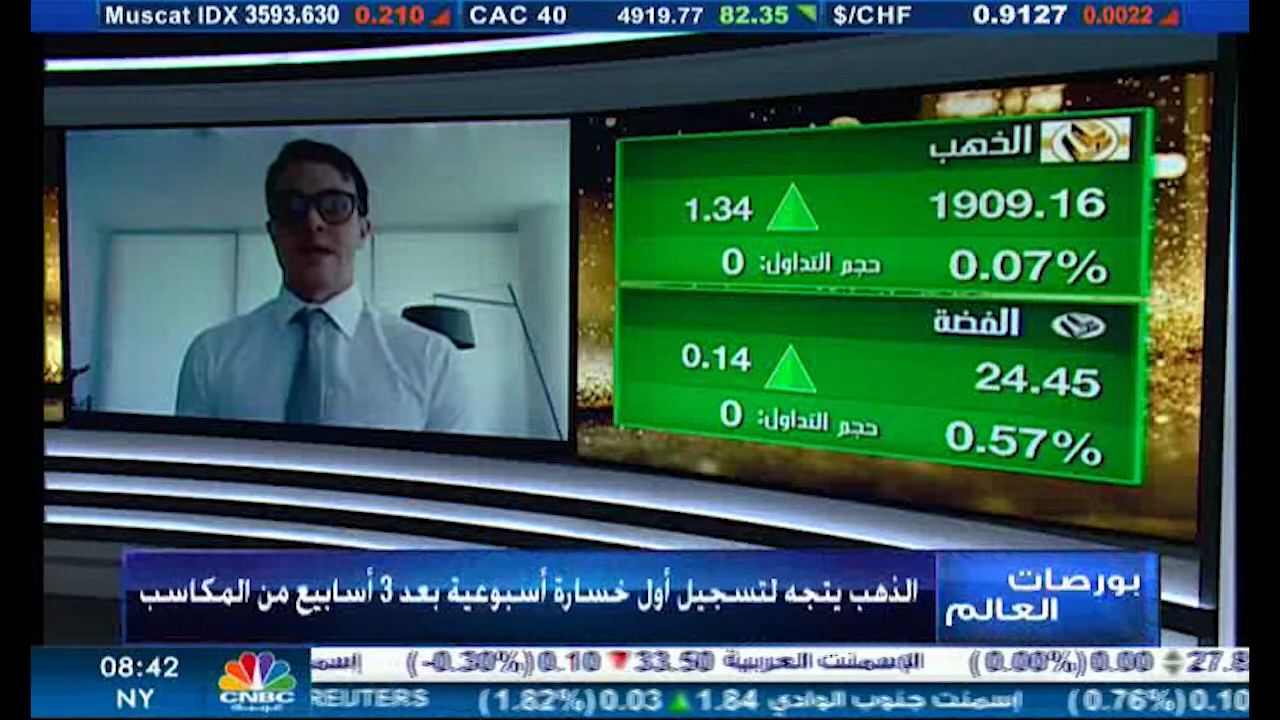 Muscat IDX 3593.630 0.210 CAC 40 4919.77 82.35 $/CHF 0.9127 0.0022
الذهب
1909.16
1.34
0.07%
حجم التداول: 0
الفضة
24.45
0.14
0.57%
حجم التداول: 0
بورصات العالم
الذهب يتجه لتسجيل أول خسارة أسبوعية بعد 3 أسابيع من المكاسب
08:42
NY
CNBC
عربية
27.8 0.00 (0.00%) الإسمنت العربية 33.50 0.10 (-0.30%)
0.10 (0.76%) إسمنت جنوب الوادي 1.84 0.03 (1.82%) REUTERS